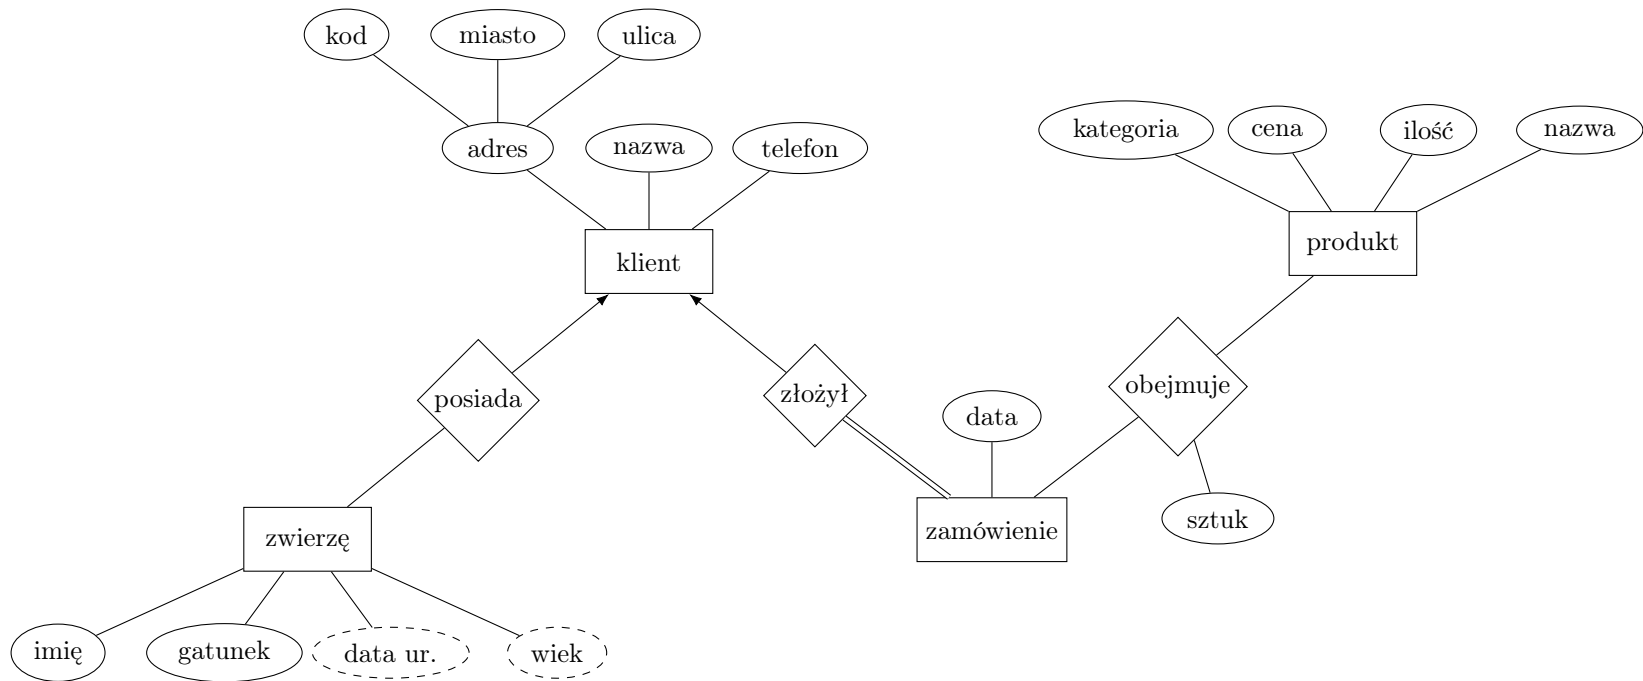 kod
miasto
ulica
adres
nazwa
telefon
kategoria
cena
ilość
nazwa
klient
produkt
posiada
złożył
obejmuje
data
zwierzę
zamówienie
sztuk
imię
gatunek
data ur.
wiek